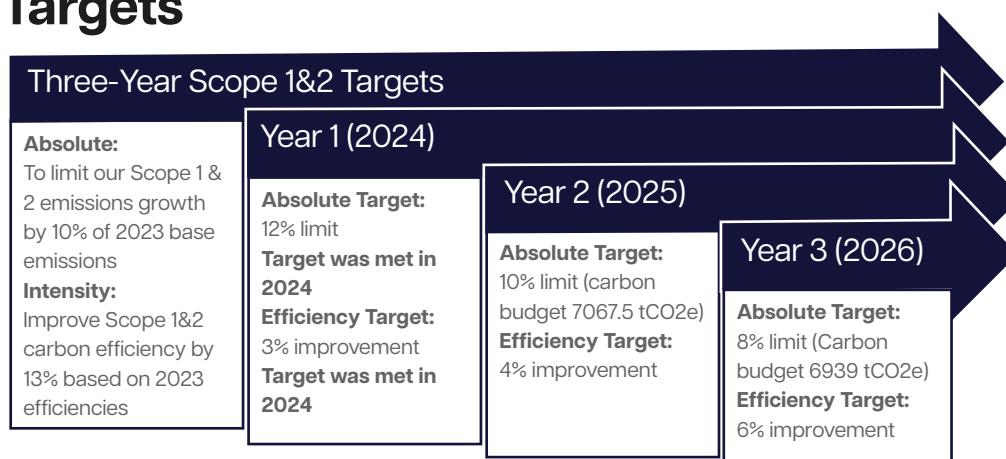 Targets
Three-Year Scope 1&2 Targets
Absolute:
To limit our Scope 1 &
2 emissions growth
by 10% of 2023 base
emissions
Intensity:
Improve Scope 1&2
carbon efficiency by
13% based on 2023
efficiencies
Year 1 (2024)
Absolute Target:
12% limit
Target was met in
2024
Efficiency Target:
3% improvement
Target was met in
2024
Year 2 (2025)
Absolute Target:
10% limit (carbon
budget 7067.5 tCO2e)
Efficiency Target:
4% improvement
Year 3 (2026)
Absolute Target:
8% limit (Carbon
budget 6939 tCO2e)
Efficiency Target:
6% improvement